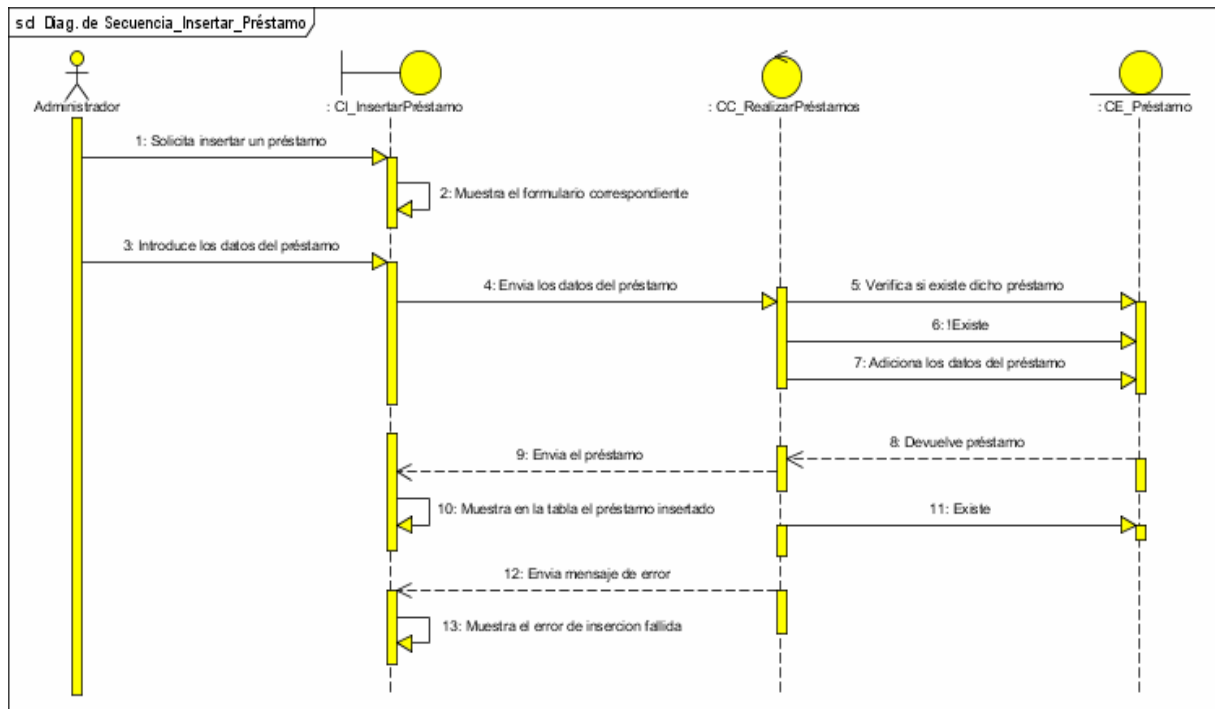 sd Diag. de Secuencia_Insertar_Préstamo
Administrador
: CI_InsertarPréstamo
: CC_RealizarPréstamos
: CE_Préstamo
1: Solicita insertar un préstamo
2: Muestra el formulario correspondiente
3: Introduce los datos del préstamo
4: Envia los datos del préstamo
5: Verifica si existe dicho préstamo
6: !Existe
7: Adiciona los datos del préstamo
8: Devuelve préstamo
9: Envia el préstamo
10: Muestra en la tabla el préstamo insertado
11: Existe
12: Envia mensaje de error
13: Muestra el error de insercion fallida